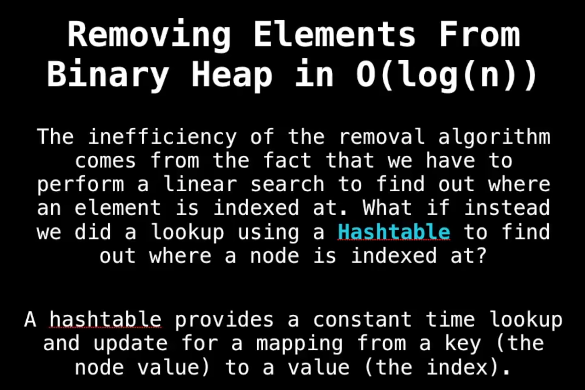 Removing Elements From
Binary Heap in O(log(n))
The inefficiency of the removal algorithm
comes from the fact that we have to
perform a linear search to find out where
an element is indexed at. What if instead
we did a lookup using a Hashtable to find
out where a node is indexed at?
A hashtable provides a constant time lookup
and update for a mapping from a key (the
node value) to a value (the index).